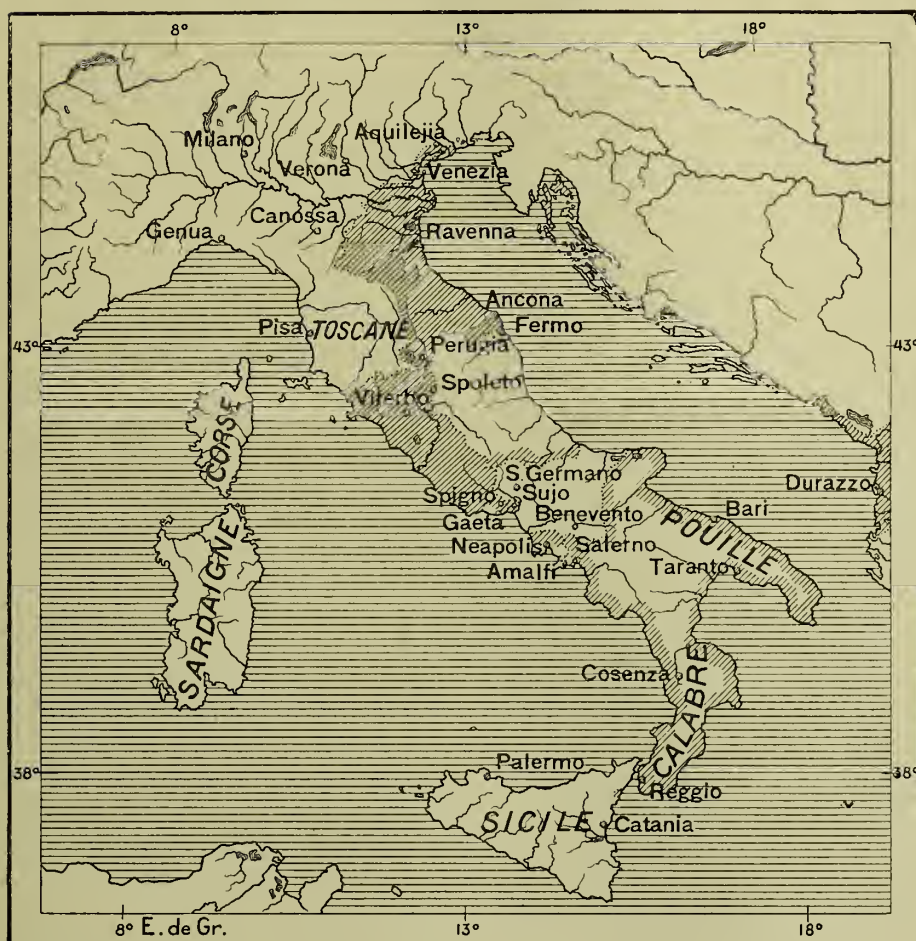 8°
13°
18°
Milano
Aquilejia
Verona
Venezia
Canossa
Genua
Ravenna
Ancona
Pisa
TOSCANE
Fermo
43°
43°
Perugia
Spoleto
Viterbo
CORSE
S. Germano
Durazzo
Spigno
Sujo
Bari
Gaeta
Benevento
POUILLE
Neapolis
Salerno
Amalfi
Taranto
SARDAIGNE
Cosenza
CALABRE
38°
Palermo
38°
Reggio
SICILE
Catania
8°
E. de Gr.
13°
18°